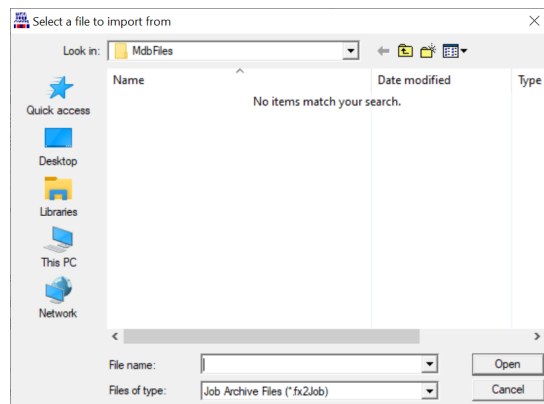 Select a file to import from
Look in: MdbFiles
Name Date modified Type
No items match your search.
Quick access
Desktop
Libraries
This PC
Network
File name: Open
Files of type: Job Archive Files (*.fx2Job) Cancel